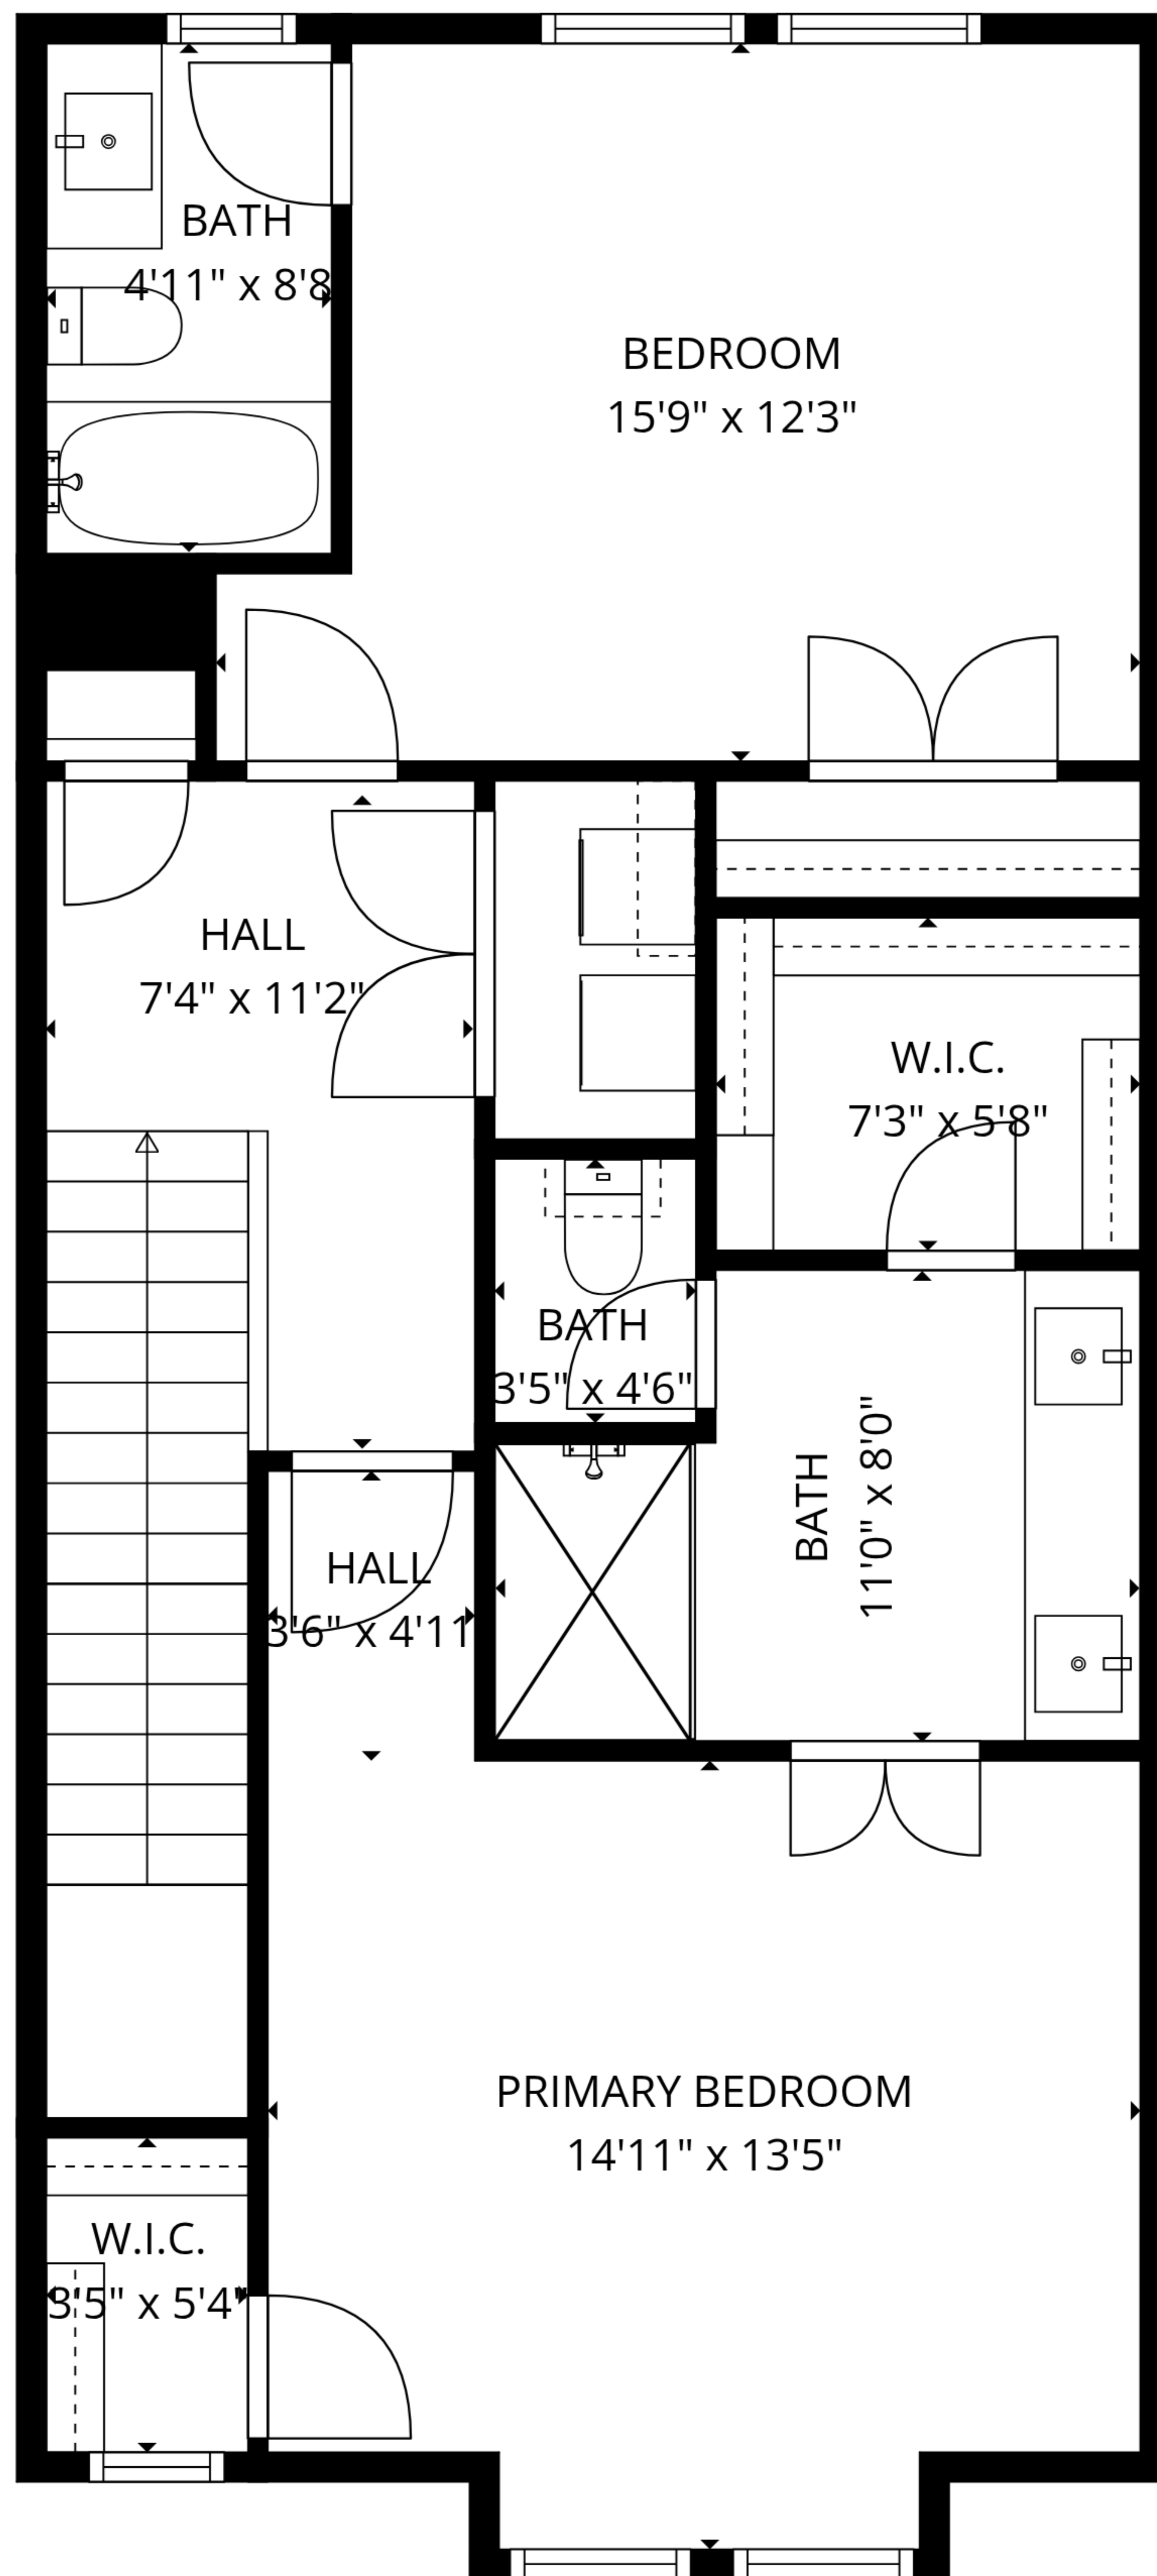 BATH
4'11" x 8'8
BEDROOM
15'9" x 12'3"
HALL
7'4" x 11'2"
W.I.C.
7'3" x 5'8"
BATH
3'5" x 4'6"
BATH
11'0" x 8'0"
HALL
3'6" x 4'11
PRIMARY BEDROOM
14'11" x 13'5"
W.I.C.
3'5" x 5'4"